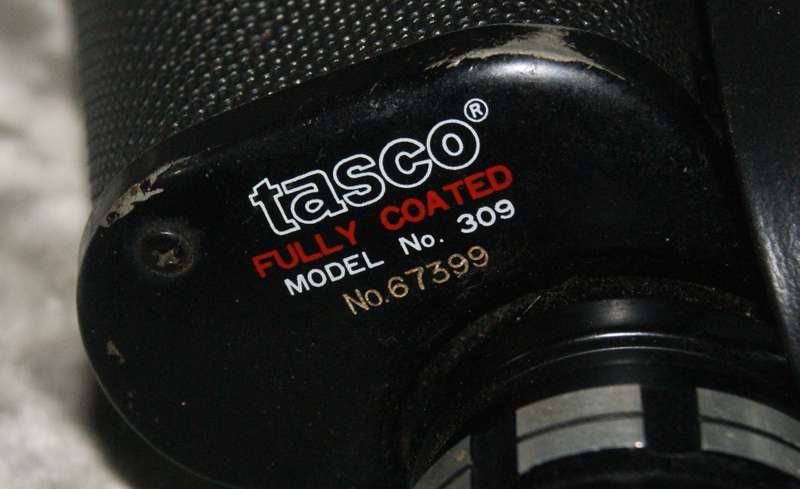 tasco®
FULLY COATED
MODEL No. 309
No. 67399